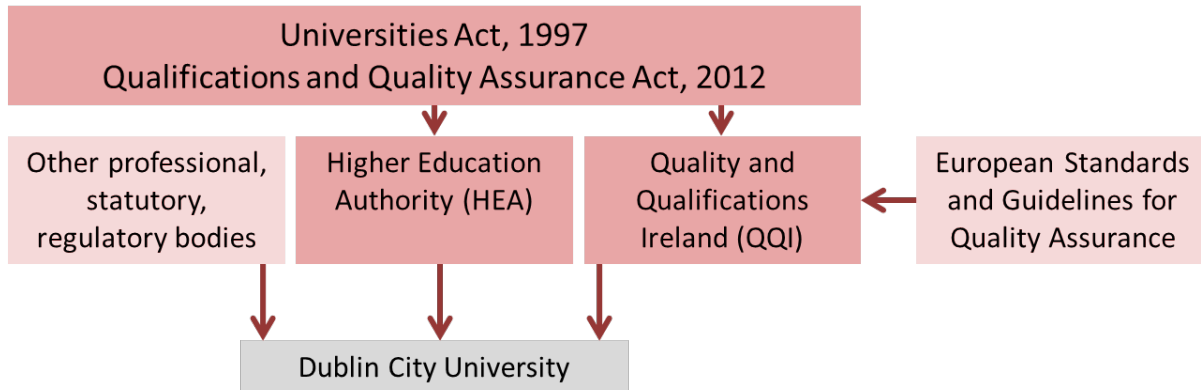 Universities Act, 1997
Qualifications and Quality Assurance Act, 2012
Other professional,
statutory,
regulatory bodies
Higher Education
Authority (HEA)
Quality and
Qualifications
Ireland (QQI)
European Standards
and Guidelines for
Quality Assurance
Dublin City University